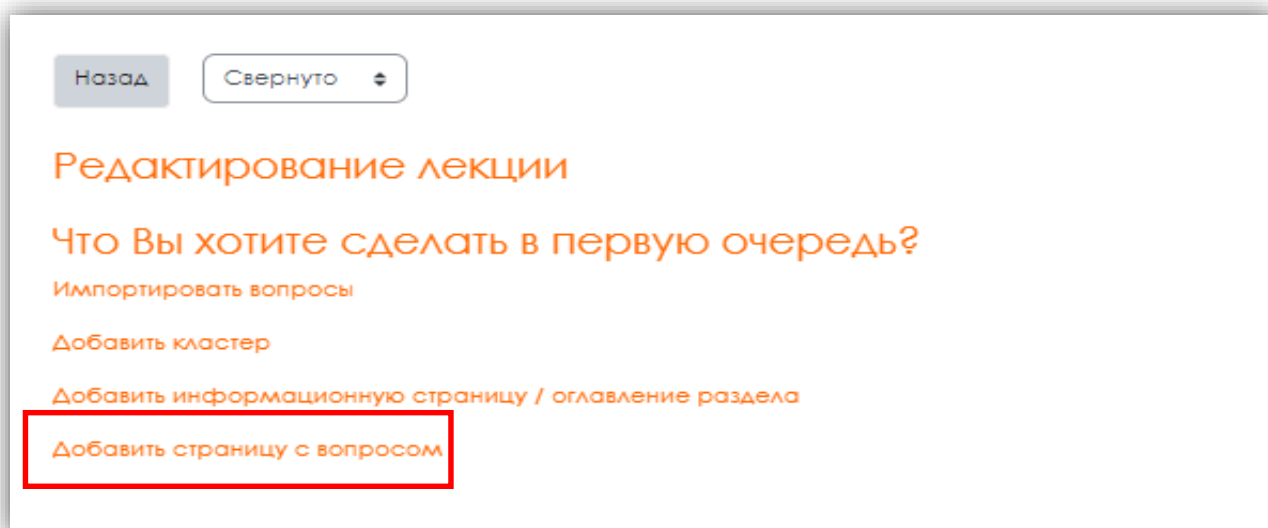 Назад
Свернуто
Редактирование лекции
Что Вы хотите сделать в первую очередь?
Импортировать вопросы
Добавить кластер
Добавить информационную страницу / оглавление раздела
Добавить страницу с вопросом